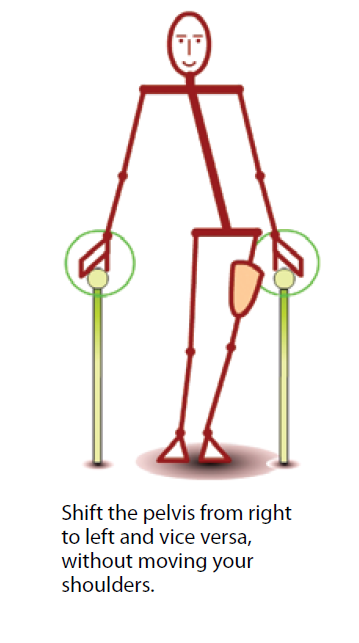 Shift the pelvis from right
to left and vice versa,
without moving your
shoulders.